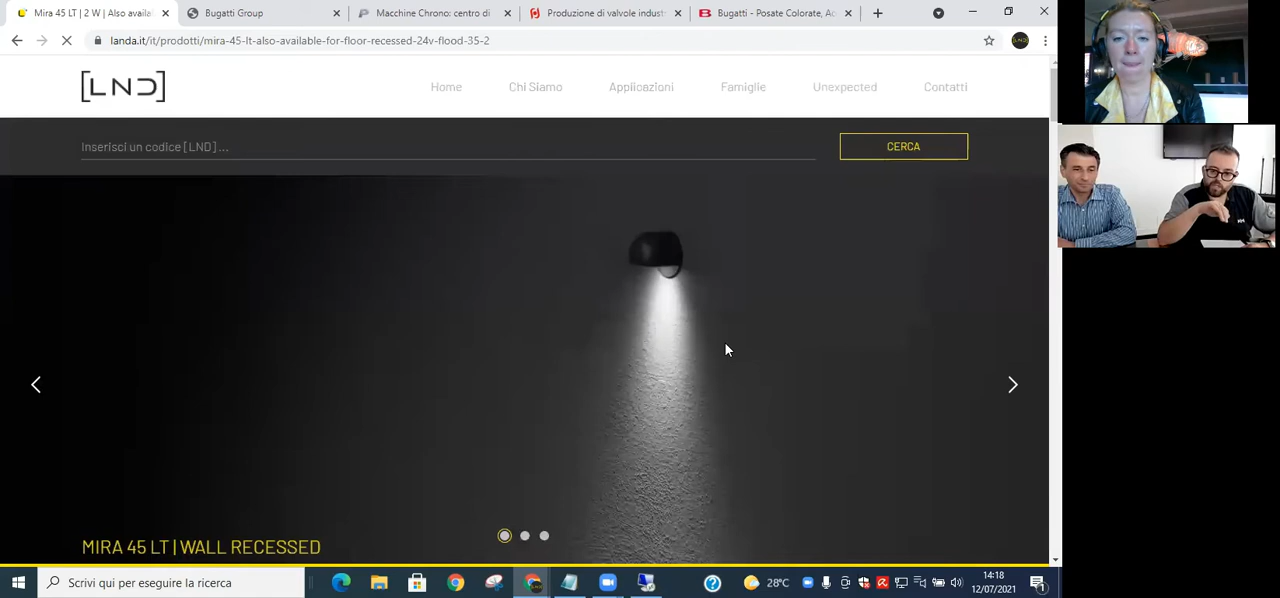 Mira 45 LT | 2 W | Also availa
Bugatti Group
Macchine Chrono: centro di
Produzione di valvole indust
Bugatti - Posate Colorate, Ac
landa.it/it/prodotti/mira-45-lt-also-available-for-floor-recessed-24v-flood-35-2
[LND]
Home
Chi Siamo
Applicazioni
Famiglie
Unexpected
Contatti
Inserisci un codice [LND] ...
CERCA
MIRA 45 LT | WALL RECESSED
Scrivi qui per eseguire la ricerca
28°C
14:18
12/07/2021